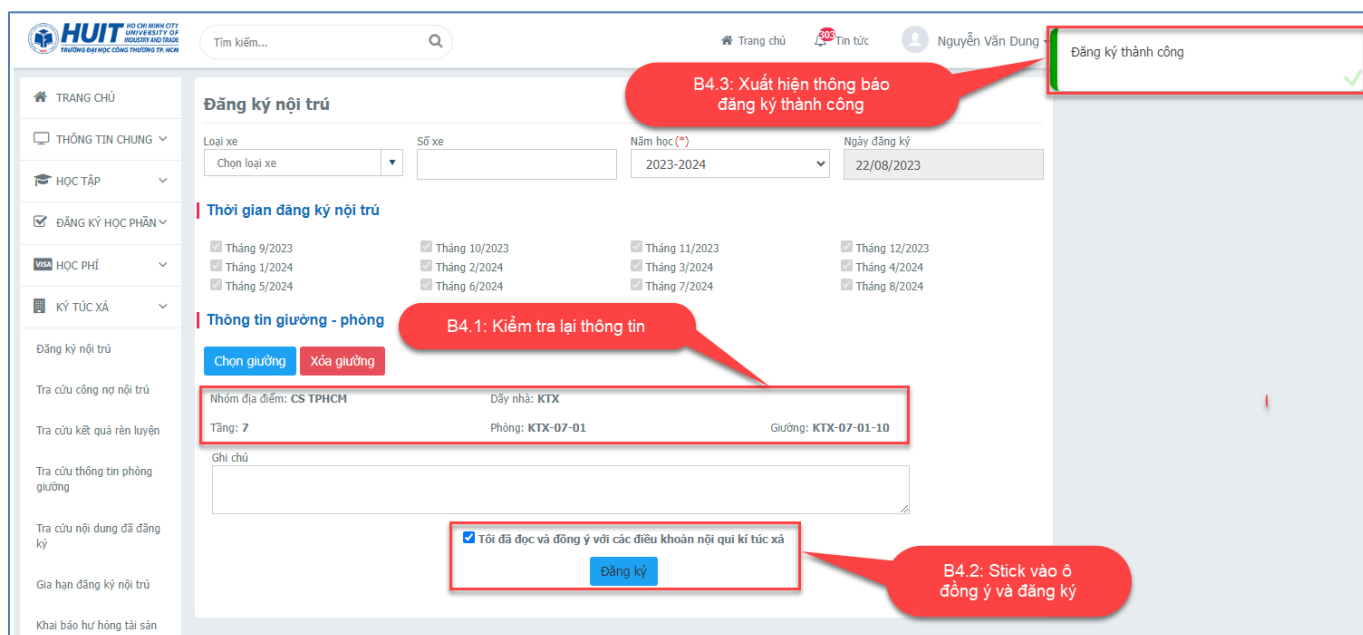 HUIT HO CHI MINH CITY
UNIVERSITY OF
INDUSTRY AND TRADE
TRƯỜNG ĐẠI HỌC CÔNG THƯƠNG TP. HCM
Tìm kiếm...
Trang chủ
303
Tin tức
Nguyễn Văn Dung
Đăng ký thành công
B4.3: Xuất hiện thông báo
đăng ký thành công
TRANG CHỦ
THÔNG TIN CHUNG
HỌC TẬP
ĐĂNG KÝ HỌC PHẦN
VISA HỌC PHÍ
KÝ TÚC XÁ
Đăng ký nội trú
Tra cứu công nợ nội trú
Tra cứu kết quả rèn luyện
Tra cứu thông tin phòng
giường
Tra cứu nội dung đã đăng
ký
Gia hạn đăng ký nội trú
Khai báo hư hỏng tài sản
Đăng ký nội trú
Loại xe Số xe Năm học (*) Ngày đăng ký
Chọn loại xe 2023-2024 22/08/2023
Thời gian đăng ký nội trú
Tháng 9/2023 Tháng 10/2023 Tháng 11/2023 Tháng 12/2023
Tháng 1/2024 Tháng 2/2024 Tháng 3/2024 Tháng 4/2024
Tháng 5/2024 Tháng 6/2024 Tháng 7/2024 Tháng 8/2024
Thông tin giường - phòng
B4.1: Kiểm tra lại thông tin
Chọn giường Xóa giường
Nhóm địa điểm: CS TPHCM Dãy nhà: KTX
Tầng: 7 Phòng: KTX-07-01 Giường: KTX-07-01-10
Ghi chú
Tôi đã đọc và đồng ý với các điều khoản nội qui kí túc xá
Đăng ký
B4.2: Stick vào ô
đồng ý và đăng ký